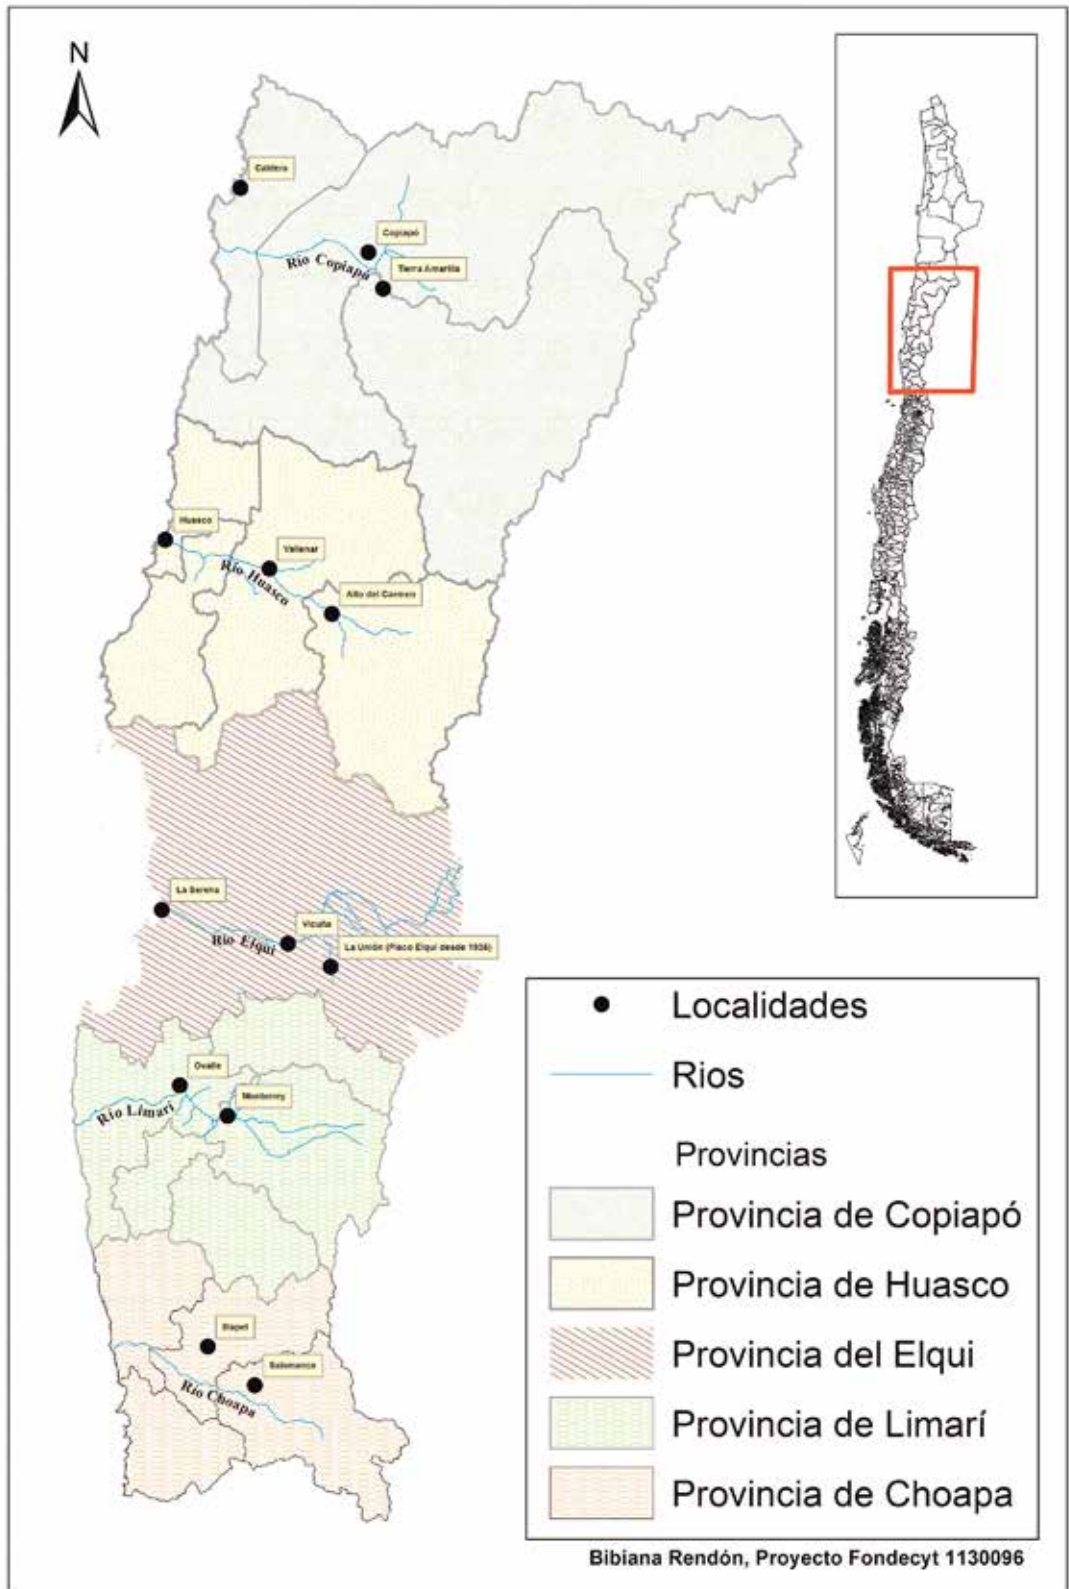 N
Caldera
Copiapó
Tierra Amarilla
Río Copiapú
Huasco
Vallenar
Río Huasco
Alto del Carmen
La Serena
Vicuña
Río Elqui
La Unión (Pisco Elqui desde 1936)
Ovalle
Monterrey
Río Limarí
Illapel
Salamanca
Río Choapa
Localidades
Rios
Provincias
Provincia de Copiapó
Provincia de Huasco
Provincia del Elqui
Provincia de Limarí
Provincia de Choapa
Bibiana Rendón, Proyecto Fondecyt 1130096